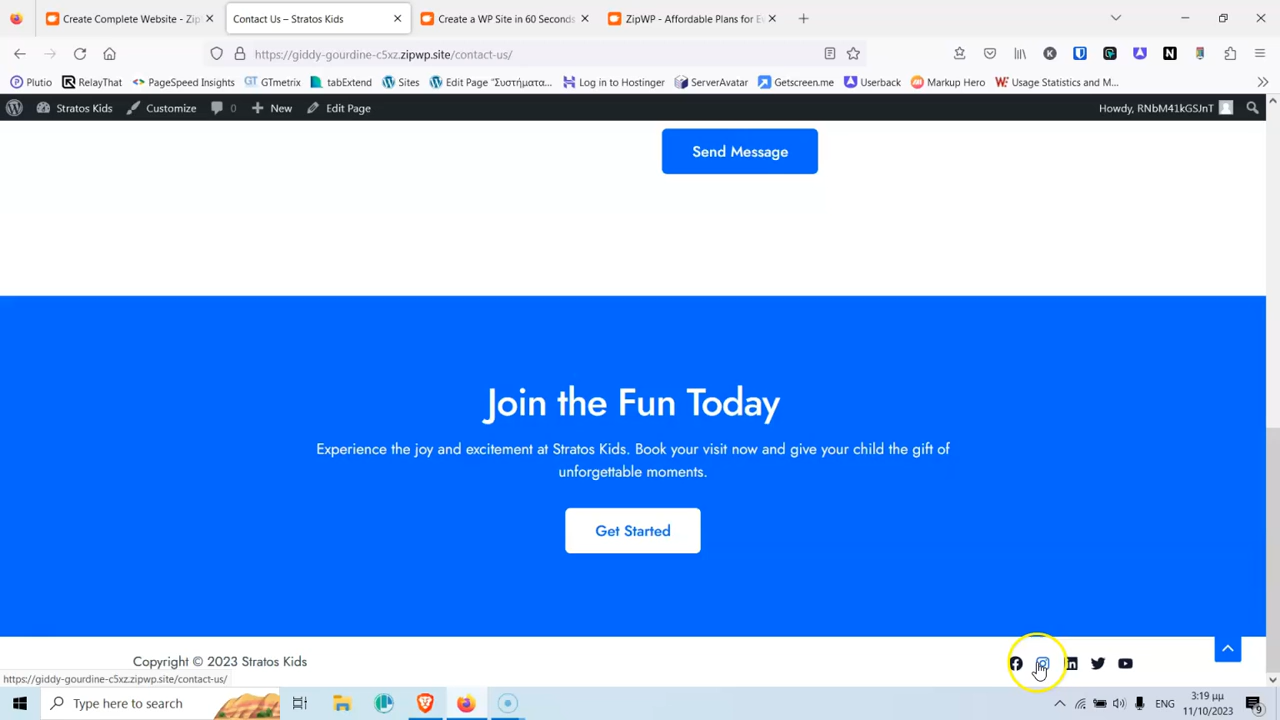 Create Complete Website - Zip
Contact Us – Stratos Kids
Create a WP Site in 60 Seconds
ZipWP - Affordable Plans for Ev
https://giddy-gourdine-c5xz.zipwp.site/contact-us/
Plutio
RelayThat
PageSpeed Insights
GTmetrix
tabExtend
Sites
Edit Page "Συστήματα...
Log in to Hostinger
ServerAvatar
Getscreen.me
Userback
Markup Hero
Usage Statistics and M...
Stratos Kids
Customize
0
New
Edit Page
Howdy, RNbM41kGSJnT
Send Message
Join the Fun Today
Experience the joy and excitement at Stratos Kids. Book your visit now and give your child the gift of
unforgettable moments.
Get Started
Copyright © 2023 Stratos Kids
https://giddy-gourdine-c5xz.zipwp.site/contact-us/
Type here to search
ENG
3:19 μμ
11/10/2023
9